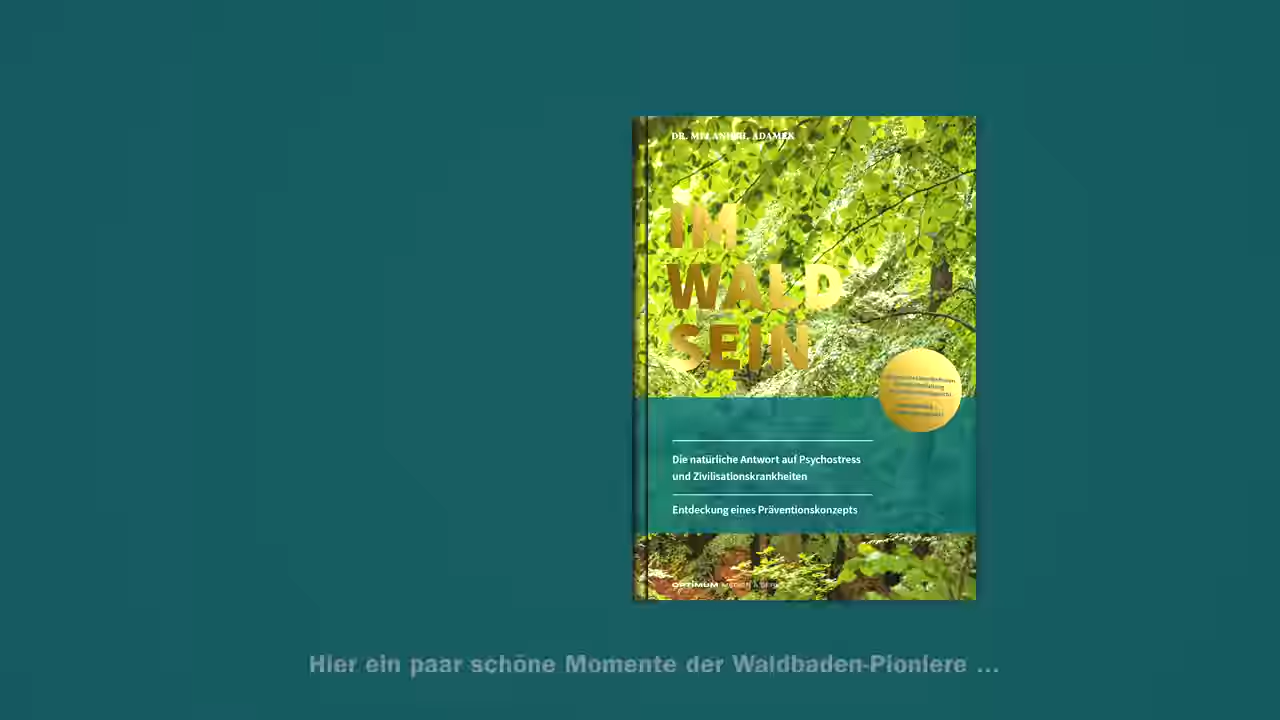 DR. MELANIE H. ADAMEK
IM
WALD
SEIN
Die natürliche Antwort auf Psychostress
und Zivilisationskrankheiten
Entdeckung eines Präventionskonzepts
OPTIMUM
Hier ein paar schöne Momente der Waldbaden-Pioniere ...